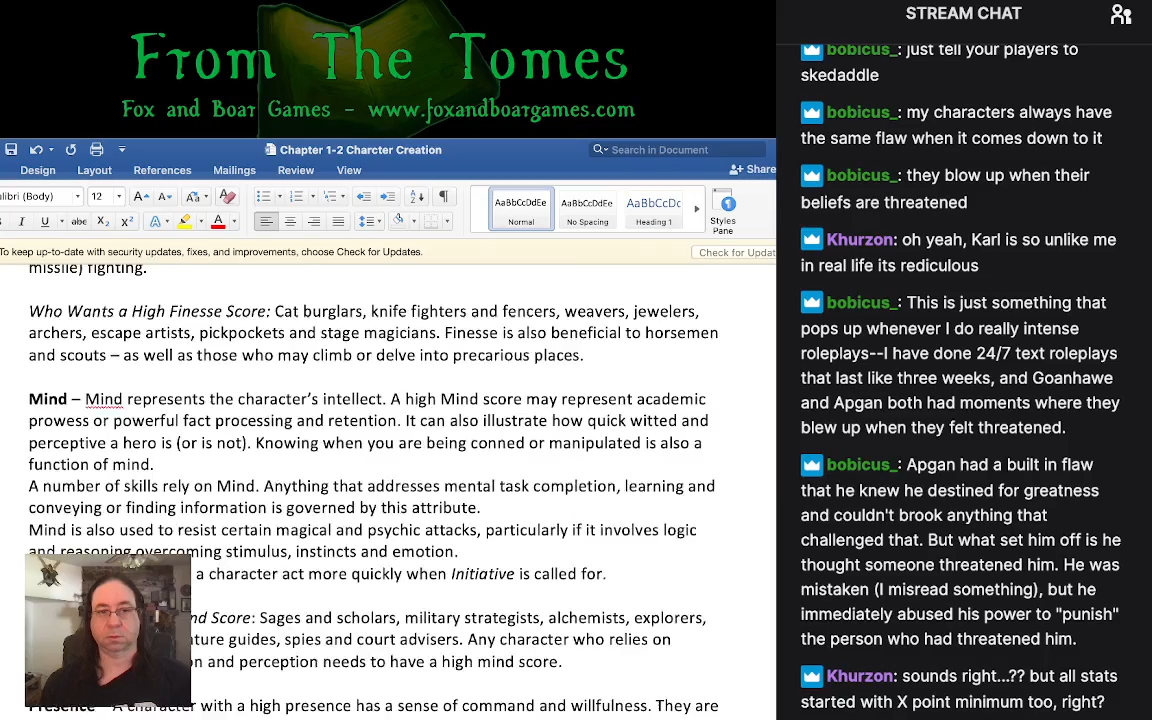 From The Tomes
Fox and Boar Games – www.foxandboargames.com
Chapter 1-2 Charcter Creation
Search in Document
Design Layout References Mailings Review View
Share
(Body) 12
AaBbCcDdEe AaBbCcDdEe AaBbCcDc
Normal No Spacing Heading 1
Styles
Pane
To keep up-to-date with security updates, fixes, and improvements, choose Check for Updates.
Check for
missile) fighting.
Who Wants a High Finesse Score: Cat burglars, knife fighters and fencers, weavers, jewelers,
archers, escape artists, pickpockets and stage magicians. Finesse is also beneficial to horsemen
and scouts – as well as those who may climb or delve into precarious places.
Mind – Mind represents the character's intellect. A high Mind score may represent academic
prowess or powerful fact processing and retention. It can also illustrate how quick witted and
perceptive a hero is (or is not). Knowing when you are being conned or manipulated is also a
function of mind.
A number of skills rely on Mind. Anything that addresses mental task completion, learning and
conveying or finding information is governed by this attribute.
Mind is also used to resist certain magical and psychic attacks, particularly if it involves logic
and reasoning overcoming stimulus, instincts and emotion.
a character act more quickly when Initiative is called for.
Score: Sages and scholars, military strategists, alchemists, explorers,
guides, spies and court advisers. Any character who relies on
and perception needs to have a high mind score.
Presence – A character with a high presence has a sense of command and willfulness. They are
STREAM CHAT
bobicus_: just tell your players to
skedaddle
bobicus_: my characters always have
the same flaw when it comes down to it
bobicus_: they blow up when their
beliefs are threatened
Khurzon: oh yeah, Karl is so unlike me
in real life its rediculous
bobicus_: This is just something that
pops up whenever I do really intense
roleplays--I have done 24/7 text roleplays
that last like three weeks, and Goanhawe
and Apgan both had moments where they
blew up when they felt threatened.
bobicus_: Apgan had a built in flaw
that he knew he destined for greatness
and couldn't brook anything that
challenged that. But what set him off is he
thought someone threatened him. He was
mistaken (I misread something), but he
immediately abused his power to "punish"
the person who had threatened him.
Khurzon: sounds right...?? but all stats
started with X point minimum too, right?